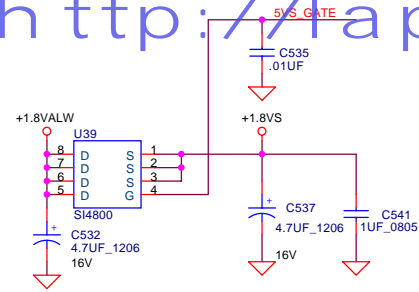 http://lap
5VS_GATE
C535
.01UF
+1.8VALW
+1.8VS
U39
8 D S 1
7 D S 2
6 D S 3
5 D G 4
SI4800
+
C532
4.7UF_1206
16V
+
C537
4.7UF_1206
16V
C541
1UF_0805